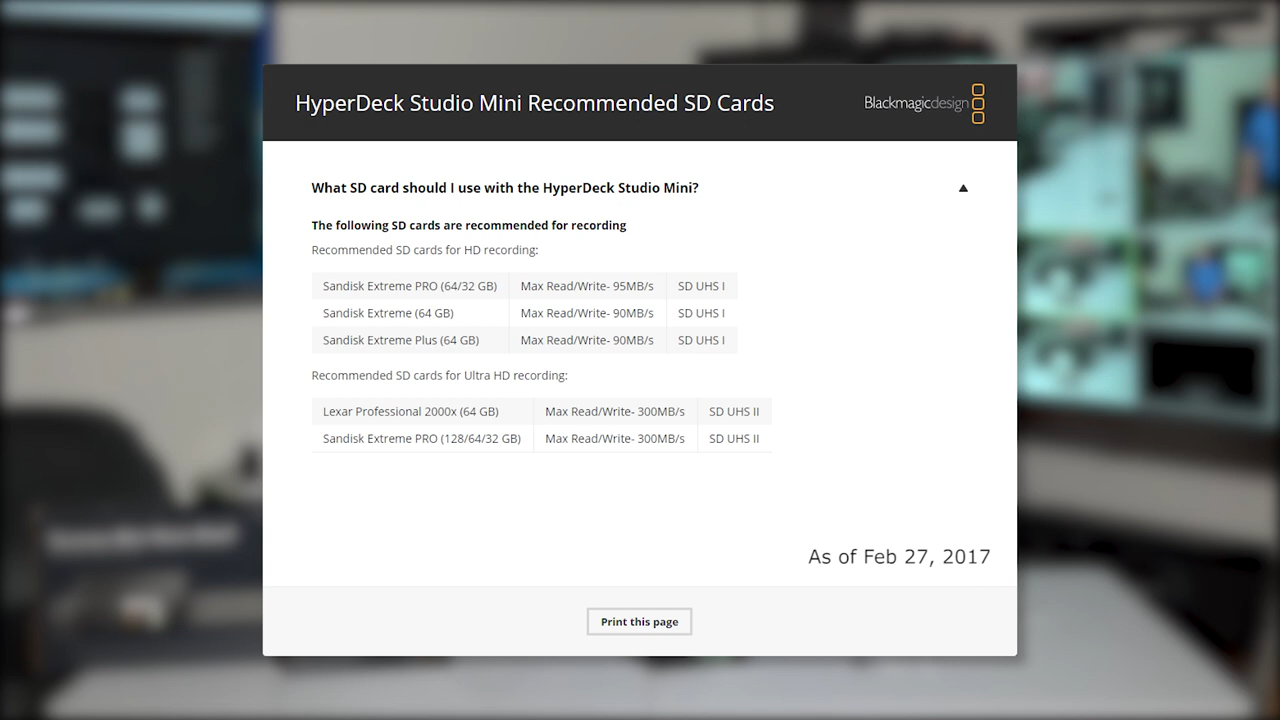 HyperDeck Studio Mini Recommended SD Cards
Blackmagicdesign
What SD card should I use with the HyperDeck Studio Mini?
The following SD cards are recommended for recording
Recommended SD cards for HD recording:
Sandisk Extreme PRO (64/32 GB) Max Read/Write- 95MB/s SD UHS I
Sandisk Extreme (64 GB) Max Read/Write- 90MB/s SD UHS I
Sandisk Extreme Plus (64 GB) Max Read/Write- 90MB/s SD UHS I
Recommended SD cards for Ultra HD recording:
Lexar Professional 2000x (64 GB) Max Read/Write- 300MB/s SD UHS II
Sandisk Extreme PRO (128/64/32 GB) Max Read/Write- 300MB/s SD UHS II
As of Feb 27, 2017
Print this page